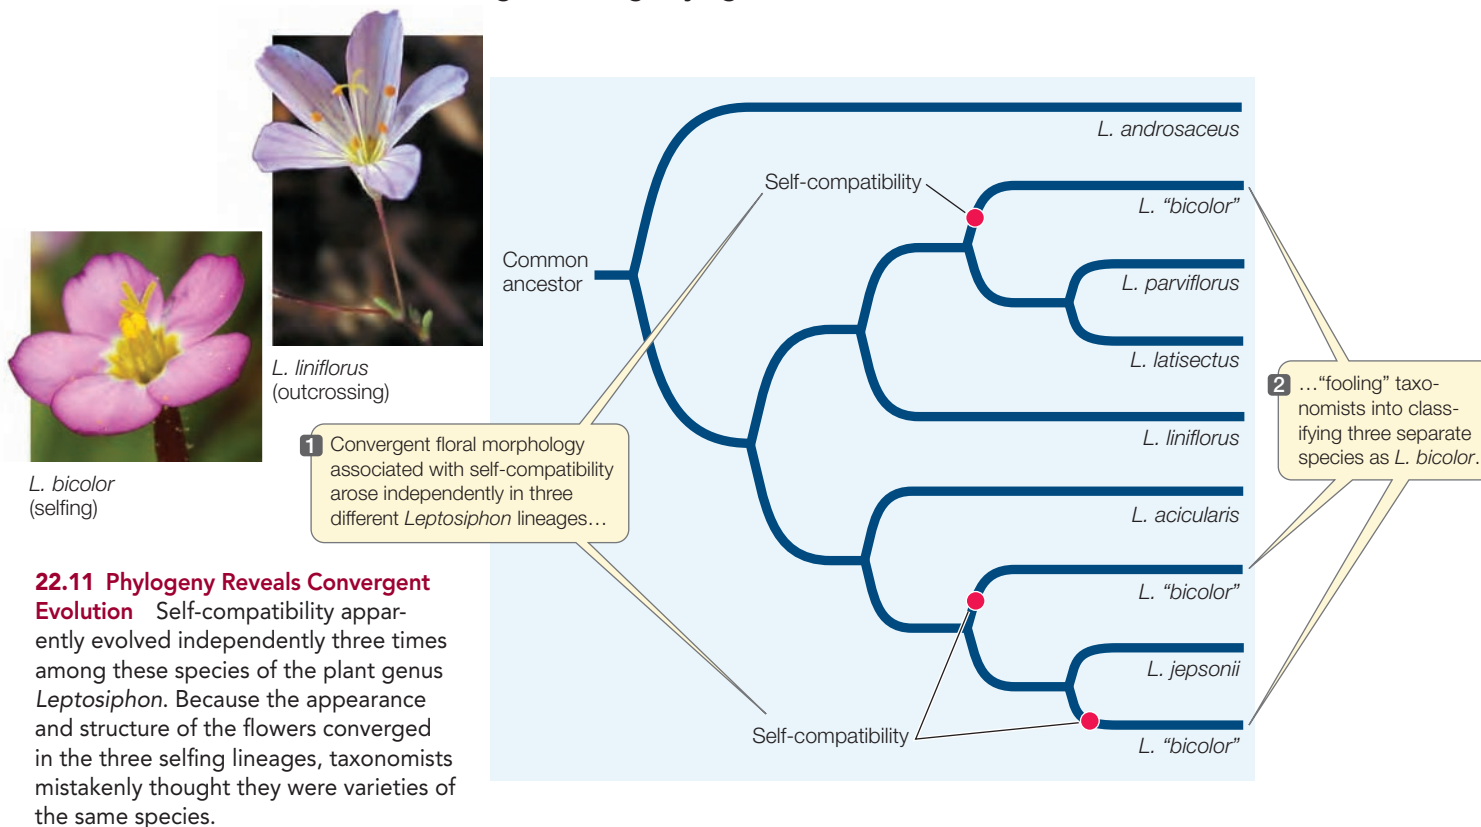 L. liniflorus
(outcrossing)
L. bicolor
(selfing)
22.11 Phylogeny Reveals Convergent
Evolution Self-compatibility appar-
ently evolved independently three times
among these species of the plant genus
Leptosiphon. Because the appearance
and structure of the flowers converged
in the three selfing lineages, taxonomists
mistakenly thought they were varieties of
the same species.
1 Convergent floral morphology
associated with self-compatibility
arose independently in three
different Leptosiphon lineages…
Common
ancestor
Self-compatibility
Self-compatibility
L. androsaceus
L. “bicolor”
L. parviflorus
L. latisectus
L. liniflorus
L. acicularis
L. “bicolor”
L. jepsonii
L. “bicolor”
2 …“fooling” taxo-
nomists into class-
ifying three separate
species as L. bicolor.